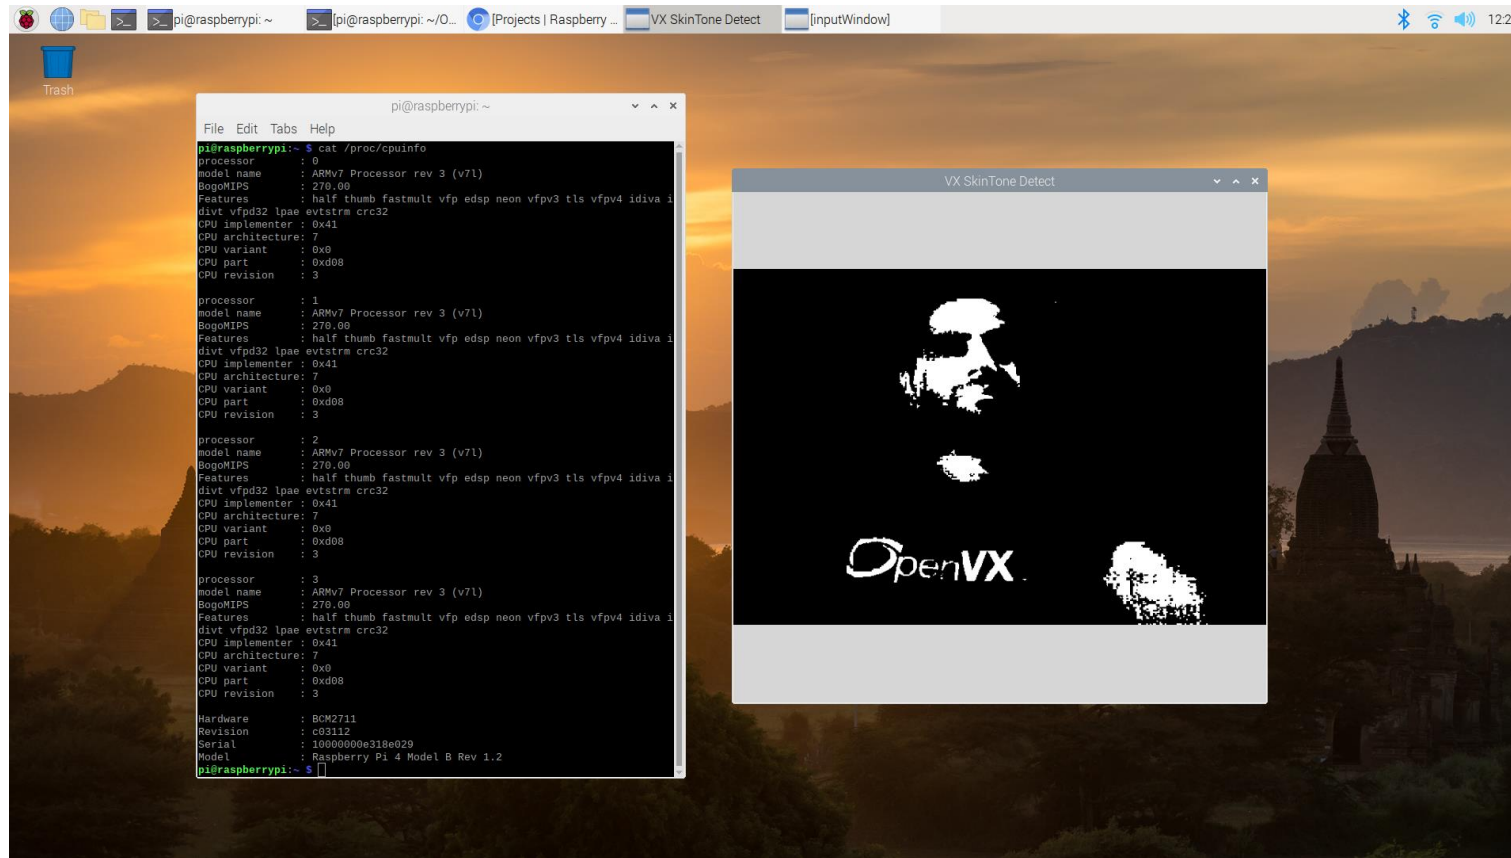 pi@raspberrypi: ~
[pi@raspberrypi: ~/O...
[Projects | Raspberry ...
VX SkinTone Detect
[inputWindow]
12:2
Trash
pi@raspberrypi: ~
File Edit Tabs Help
pi@raspberrypi:~ $ cat /proc/cpuinfo
processor : 0
model name : ARMv7 Processor rev 3 (v7l)
BogoMIPS : 270.00
Features : half thumb fastmult vfp edsp neon vfpv3 tls vfpv4 idiva i
divt vfpd32 lpae evtstrm crc32
CPU implementer : 0x41
CPU architecture: 7
CPU variant : 0x0
CPU part : 0xd08
CPU revision : 3
processor : 1
model name : ARMv7 Processor rev 3 (v7l)
BogoMIPS : 270.00
Features : half thumb fastmult vfp edsp neon vfpv3 tls vfpv4 idiva i
divt vfpd32 lpae evtstrm crc32
CPU implementer : 0x41
CPU architecture: 7
CPU variant : 0x0
CPU part : 0xd08
CPU revision : 3
processor : 2
model name : ARMv7 Processor rev 3 (v7l)
BogoMIPS : 270.00
Features : half thumb fastmult vfp edsp neon vfpv3 tls vfpv4 idiva i
divt vfpd32 lpae evtstrm crc32
CPU implementer : 0x41
CPU architecture: 7
CPU variant : 0x0
CPU part : 0xd08
CPU revision : 3
processor : 3
model name : ARMv7 Processor rev 3 (v7l)
BogoMIPS : 270.00
Features : half thumb fastmult vfp edsp neon vfpv3 tls vfpv4 idiva i
divt vfpd32 lpae evtstrm crc32
CPU implementer : 0x41
CPU architecture: 7
CPU variant : 0x0
CPU part : 0xd08
CPU revision : 3
Hardware : BCM2711
Revision : c03112
Serial : 10000000e318e029
Model : Raspberry Pi 4 Model B Rev 1.2
pi@raspberrypi:~ $
VX SkinTone Detect
OpenVX